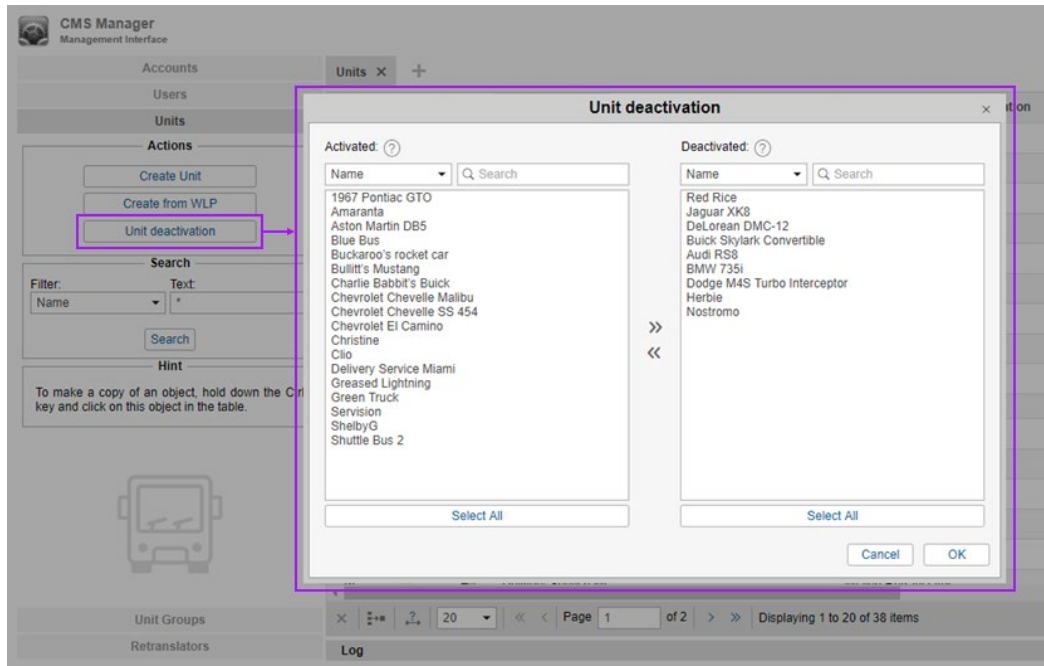 CMS Manager
Management Interface
Accounts
Users
Units
Actions
Create Unit
Create from WLP
Unit deactivation
Search
Filter: Text:
Name *
Search
Hint
To make a copy of an object, hold down the Ctrl
key and click on this object in the table.
Unit Groups
Retranslators
Units × +
Unit deactivation ×
Activated: ?
Name Search
1967 Pontiac GTO
Amaranta
Aston Martin DB5
Blue Bus
Buckaroo's rocket car
Bullitt's Mustang
Charlie Babbit's Buick
Chevrolet Chevelle Malibu
Chevrolet Chevelle SS 454
Chevrolet El Camino
Christine
Clio
Delivery Service Miami
Greased Lightning
Green Truck
Servision
ShelbyG
Shuttle Bus 2
Select All
Deactivated: ?
Name Search
Red Rice
Jaguar XK8
DeLorean DMC-12
Buick Skylark Convertible
Audi RS8
BMW 735i
Dodge M4S Turbo Interceptor
Herbie
Nostromo
Select All
Cancel OK
20 Page 1 of 2 Displaying 1 to 20 of 38 items
Log